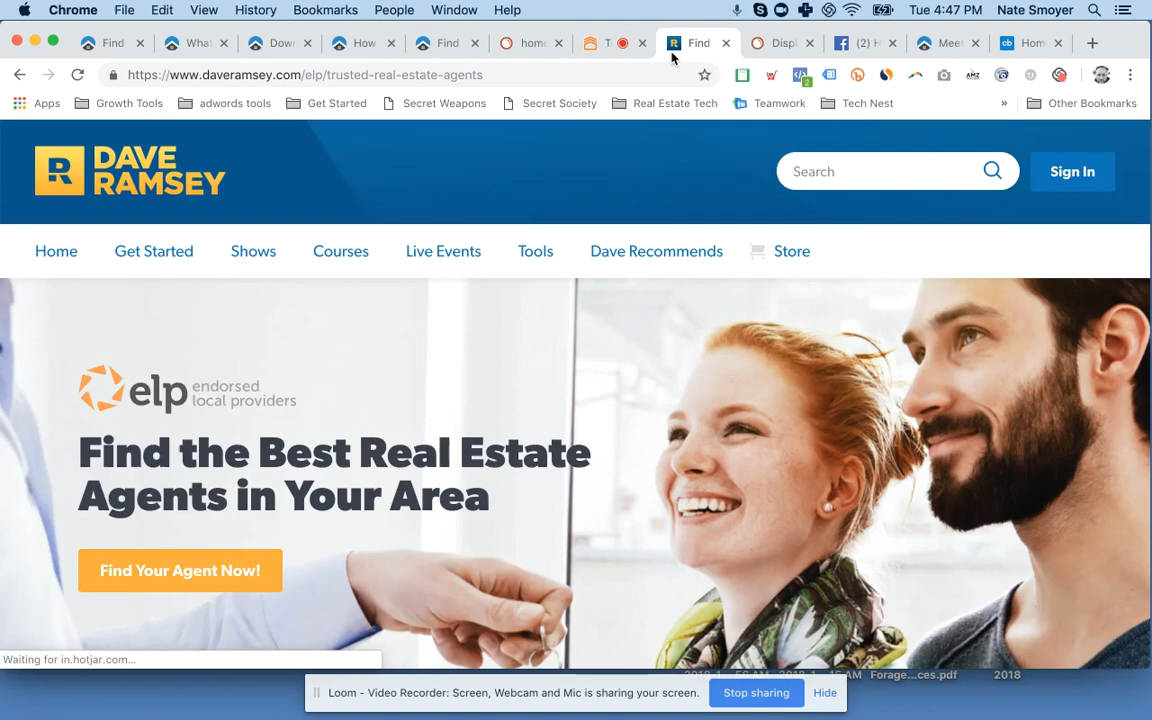 Chrome File Edit View History Bookmarks People Window Help Tue 4:47 PM Nate Smoyer
Find What Dow How Find hom T Find Displ (2) H Meet Hom
https://www.daveramsey.com/elp/trusted-real-estate-agents
Apps Growth Tools adwords tools Get Started Secret Weapons Secret Society Real Estate Tech Teamwork Tech Nest » Other Bookmarks
DAVE
RAMSEY
Search
Sign In
Home Get Started Shows Courses Live Events Tools Dave Recommends Store
elp endorsed
local providers
Find the Best Real Estate
Agents in Your Area
Find Your Agent Now!
Waiting for in.hotjar.com...
Forage...ces.pdf 2018
Loom - Video Recorder: Screen, Webcam and Mic is sharing your screen. Stop sharing Hide